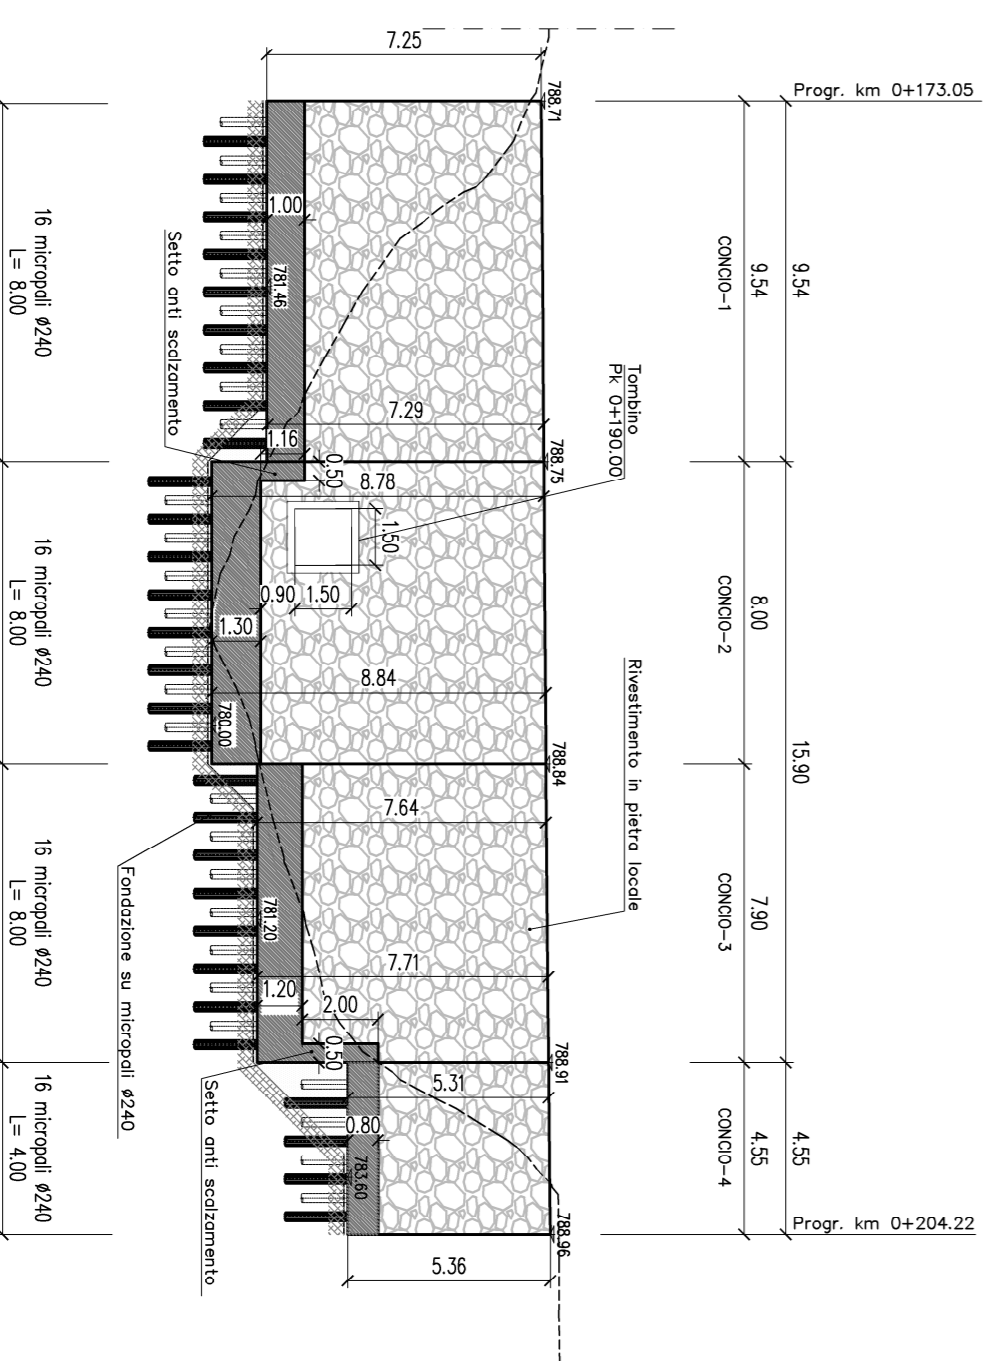 Progr. km 0+173.05
Progr. km 0+204.22
9.54
15.90
4.55
9.54
8.00
7.90
4.55
CONCIO-1
CONCIO-2
CONCIO-3
CONCIO-4
Tombino
Pk 0+190.00
Rivestimento in pietra locale
788.71
788.75
788.84
788.91
788.96
7.25
7.29
8.78
8.84
7.64
7.71
5.31
5.36
1.00
1.16
0.50
1.50
0.90
1.50
1.30
1.20
2.00
0.50
0.80
781.46
780.00
781.20
783.60
Setto anti scalzamento
Fondazione su micropali ø240
Setto anti scalzamento
16 micropali ø240
L= 8.00
16 micropali ø240
L= 8.00
16 micropali ø240
L= 8.00
16 micropali ø240
L= 4.00